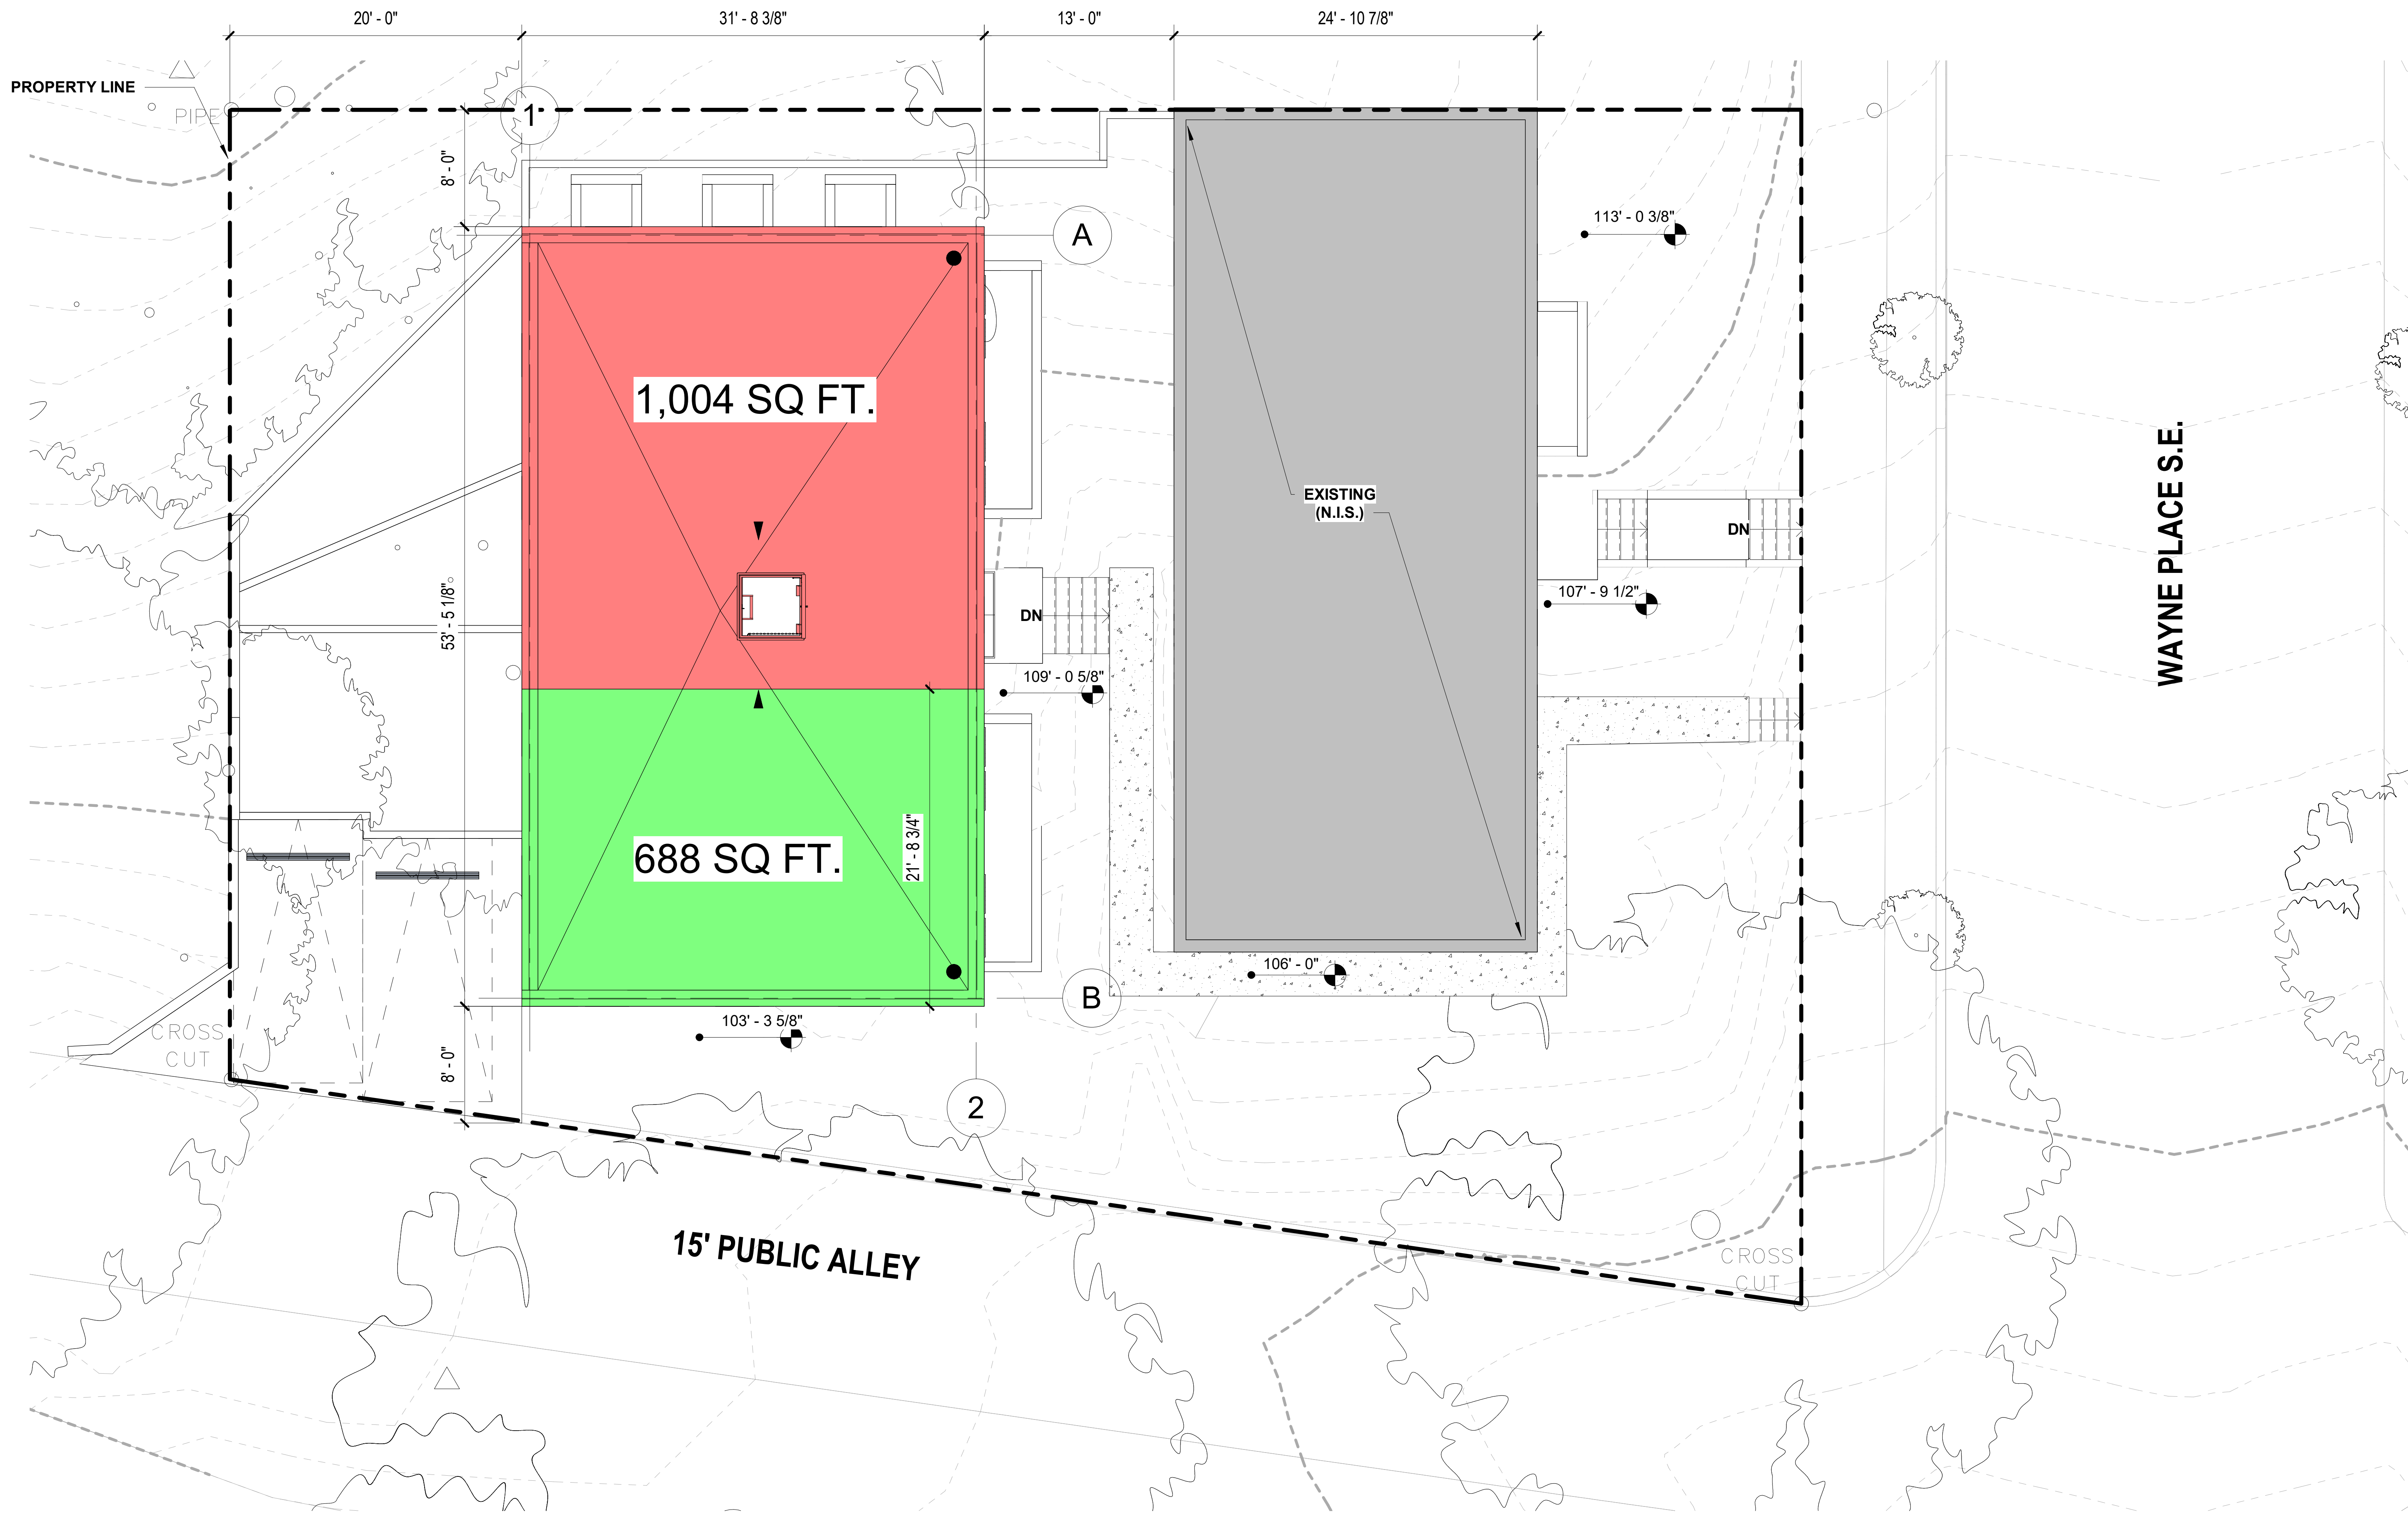 20' - 0"
31' - 8 3/8"
13' - 0"
24' - 10 7/8"
PROPERTY LINE
PIPE
1
8' - 0"
A
113' - 0 3/8"
1,004 SQ FT.
EXISTING
(N.I.S.)
WAYNE PLACE S.E.
DN
53' - 5 1/8"
107' - 9 1/2"
DN
109' - 0 5/8"
688 SQ FT.
21' - 8 3/4"
106' - 0"
B
103' - 3 5/8"
CROSS
CUT
8' - 0"
2
15' PUBLIC ALLEY
CROSS
CUT